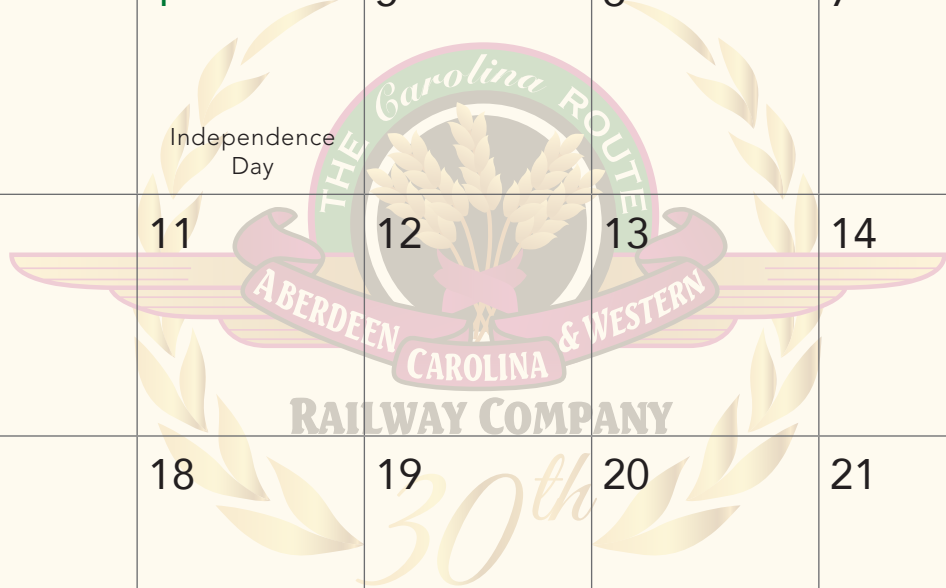 Independence
Day
THE Carolina ROUTE
11 12 13 14
ABERDEEN CAROLINA & WESTERN
RAILWAY COMPANY
18 19 20 21
30th